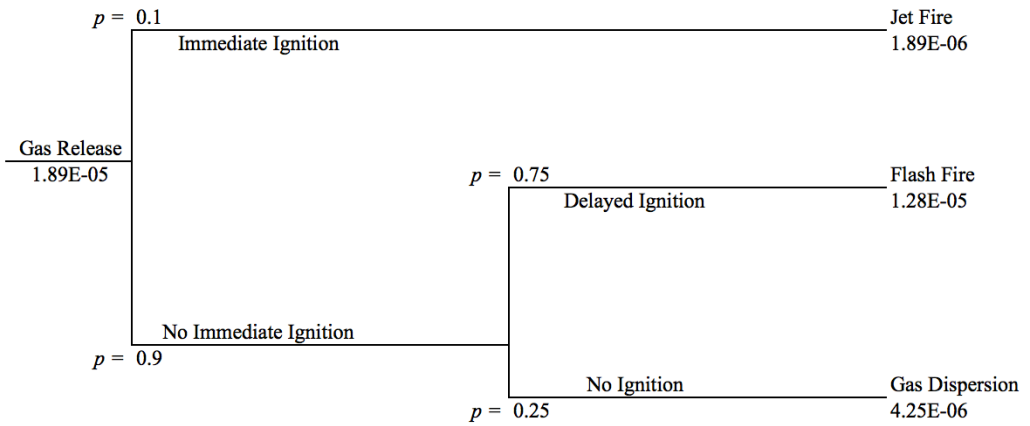 p = 0.1
Jet Fire
Immediate Ignition
1.89E-06
Gas Release
1.89E-05
p = 0.75
Flash Fire
Delayed Ignition
1.28E-05
No Immediate Ignition
p = 0.9
No Ignition
Gas Dispersion
p = 0.25
4.25E-06